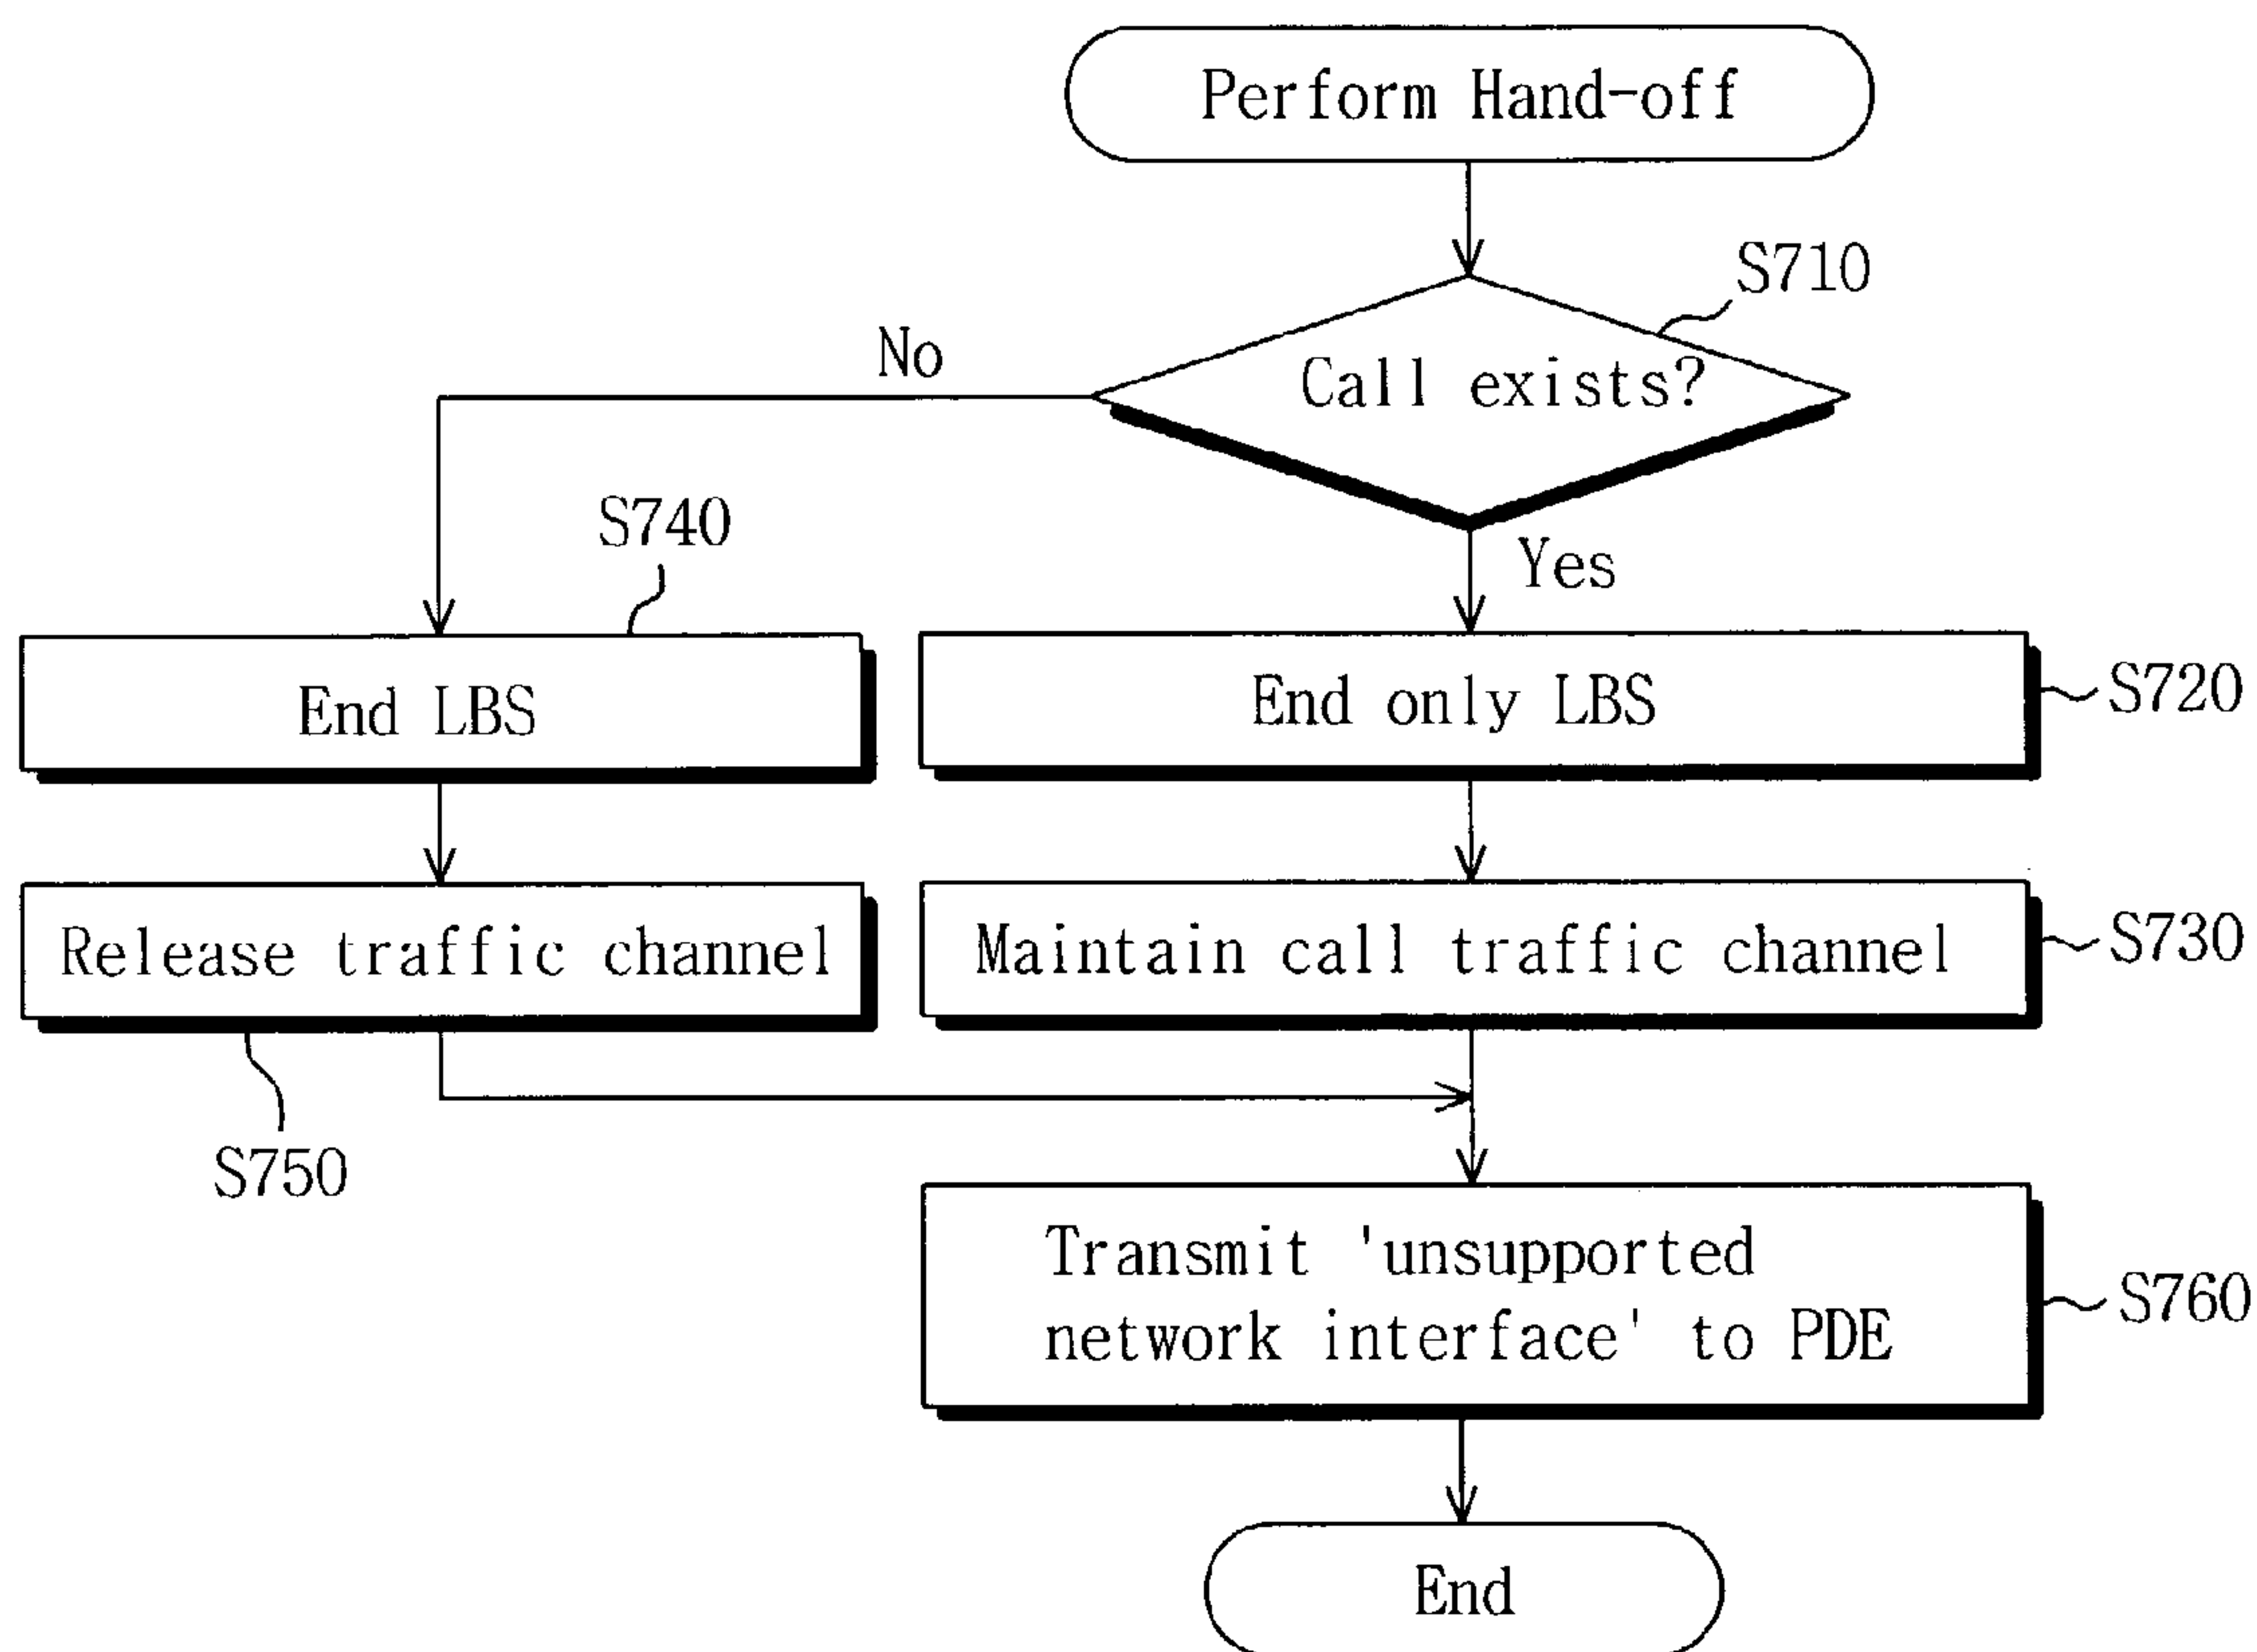 Perform Hand-off
S710
Call exists?
No
Yes
S740
End LBS
End only LBS
S720
Release traffic channel
Maintain call traffic channel
S730
S750
Transmit 'unsupported
network interface' to PDE
S760
End